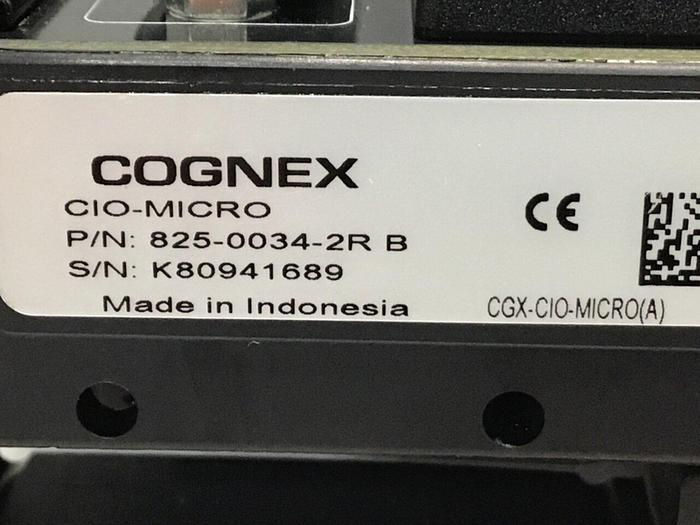 COGNEX
CIO-MICRO
P/N: 825-0034-2R B
S/N: K80941689
Made in Indonesia
CE
CGX-CIO-MICRO(A)